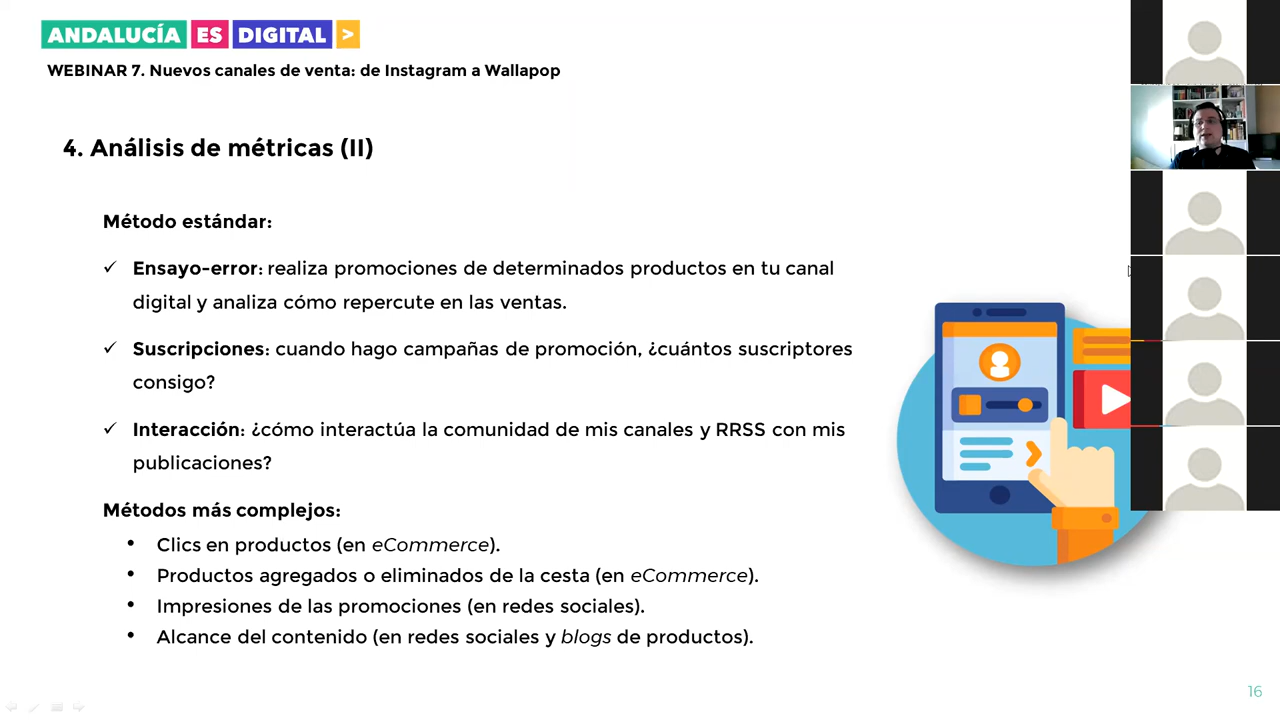 ANDALUCÍA ES DIGITAL >
WEBINAR 7. Nuevos canales de venta: de Instagram a Wallapop
4. Análisis de métricas (II)
Método estándar:
✓ Ensayo-error: realiza promociones de determinados productos en tu canal
digital y analiza cómo repercute en las ventas.
✓ Suscripciones: cuando hago campañas de promoción, ¿cuántos suscriptores
consigo?
✓ Interacción: ¿cómo interactúa la comunidad de mis canales y RRSS con mis
publicaciones?
Métodos más complejos:
• Clics en productos (en eCommerce).
• Productos agregados o eliminados de la cesta (en eCommerce).
• Impresiones de las promociones (en redes sociales).
• Alcance del contenido (en redes sociales y blogs de productos).
16